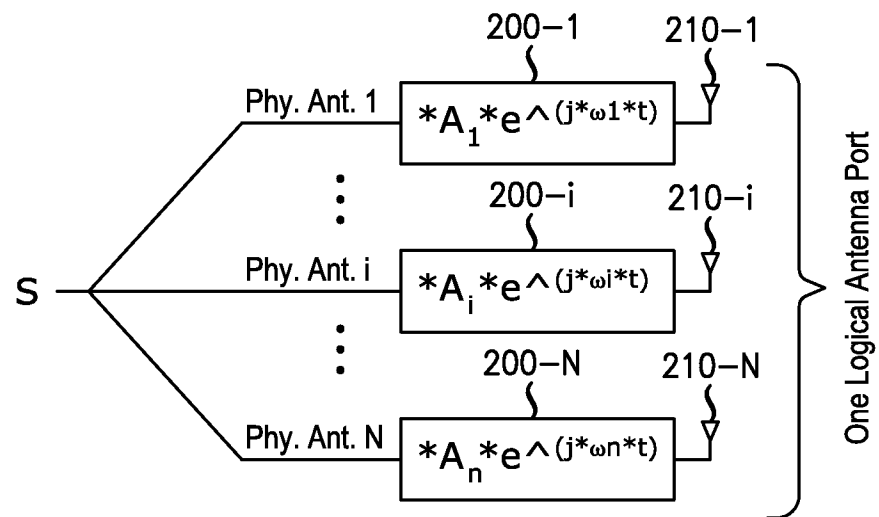 200-1
210-1
Phy. Ant. 1
*A₁*e^(j*ω1*t)
200-i
210-i
Phy. Ant. i
*Aᵢ*e^(j*ωi*t)
S
200-N
210-N
Phy. Ant. N
*Aₙ*e^(j*ωn*t)
One Logical Antenna Port